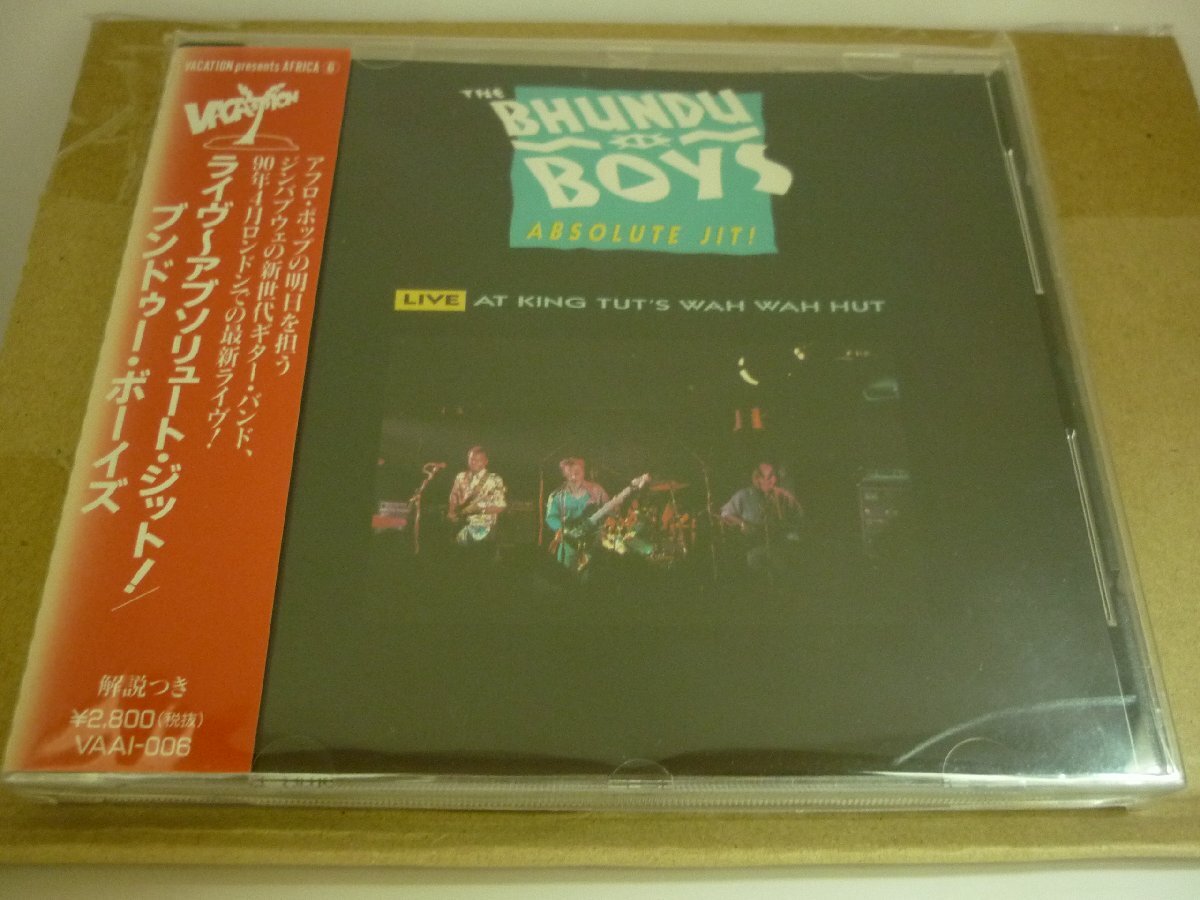 VACATION presents AFRICA 6
VACATION
アフロ・ポップの明日を担う
ジンバブウェの新世代ギター・バンド、
90年4月ロンドンでの最新ライヴ!
ライヴ〜アブソリュート・ジット!
ブンドゥー・ボーイズ
解説つき
¥2,800(税抜)
VAAI-006
THE
BHUNDU
BOYS
ABSOLUTE JIT!
LIVE AT KING TUT'S WAH WAH HUT